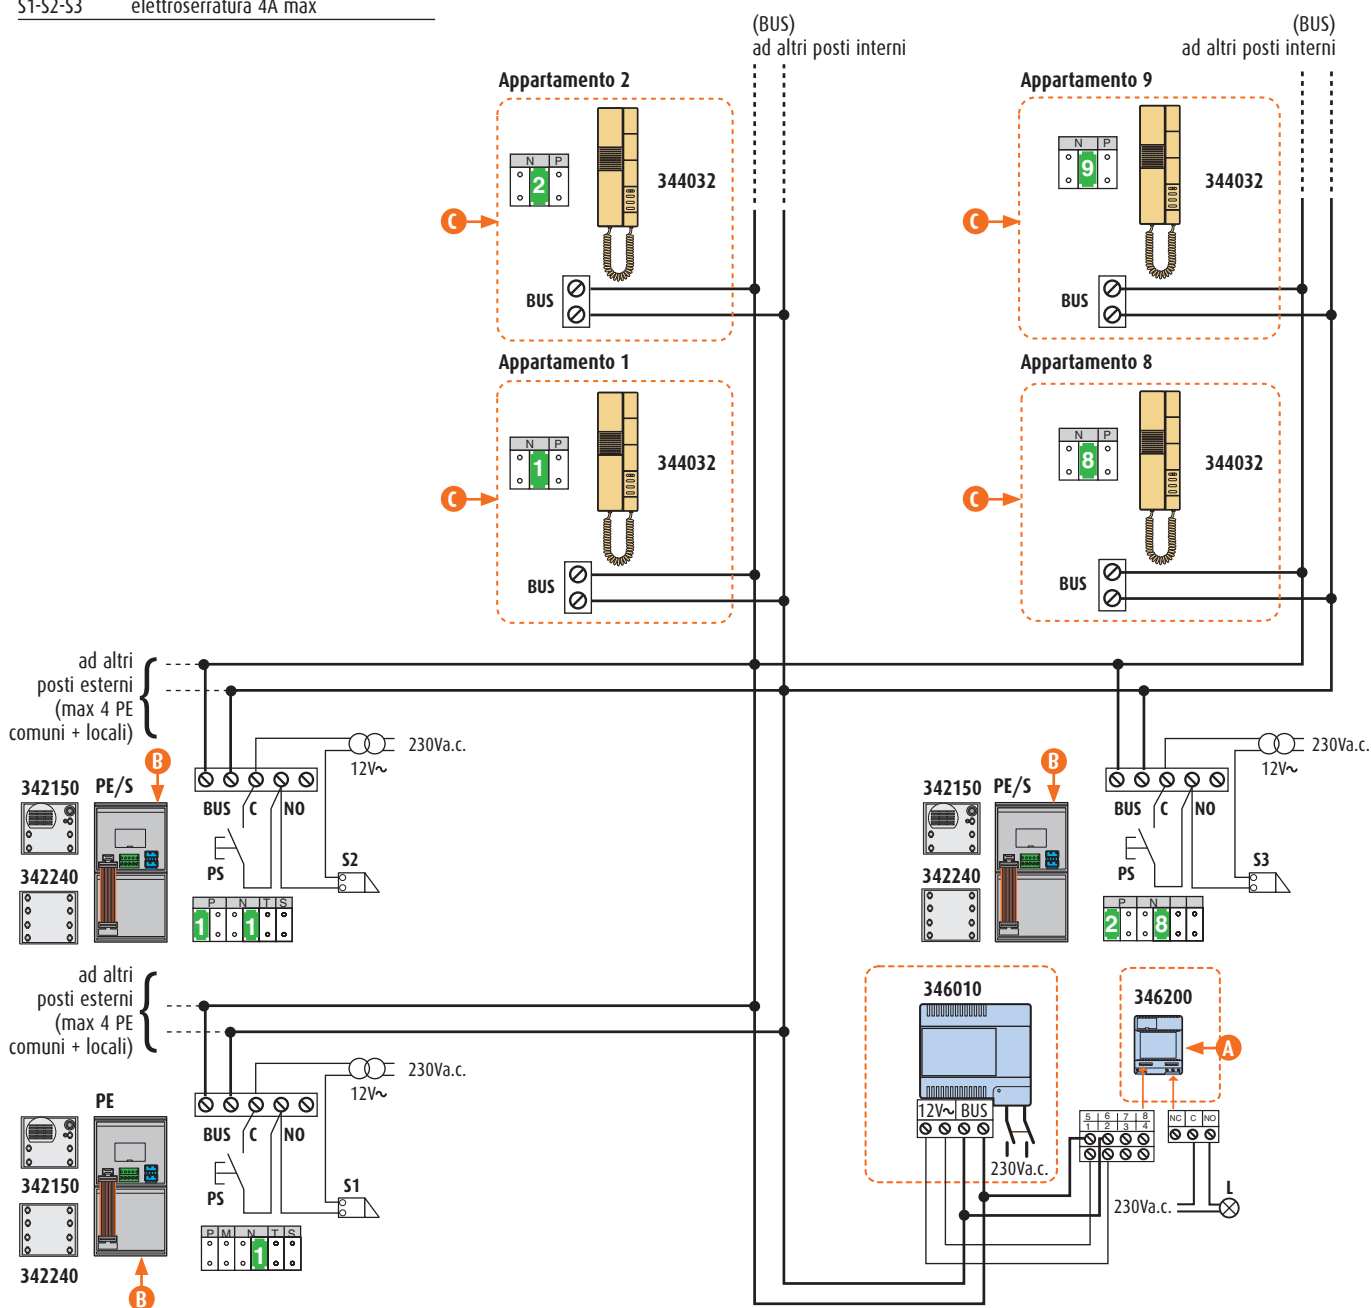 S1-S2-S3 elettroserratura 4A max
(BUS)
ad altri posti interni
(BUS)
ad altri posti interni
Appartamento 2
N P
2
344032
C
BUS
Appartamento 9
N P
9
344032
C
BUS
Appartamento 1
N P
1
344032
C
BUS
Appartamento 8
N P
8
344032
C
BUS
ad altri
posti esterni
(max 4 PE
comuni + locali)
230Va.c.
12V~
B
342150 PE/S
BUS C NO
PS
S2
342240
P N T S
1 1
230Va.c.
12V~
B
342150 PE/S
BUS C NO
PS
S3
342240
P N
2 8
ad altri
posti esterni
(max 4 PE
comuni + locali)
230Va.c.
12V~
PE
BUS C NO
342150
PS
S1
P M N T S
1
342240
B
346010
12V~ BUS
230Va.c.
346200
A
5 6 7 8
1 2 3 4
NC C NO
230Va.c.
L